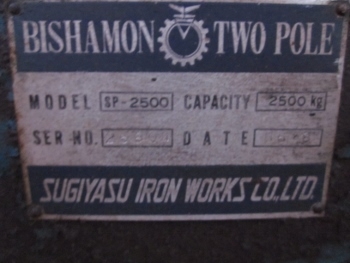 BISHAMON TWO POLE
MODEL SP-2500 CAPACITY 2500 kg
SER NO. DATE
SUGIYASU IRON WORKS CO., LTD.